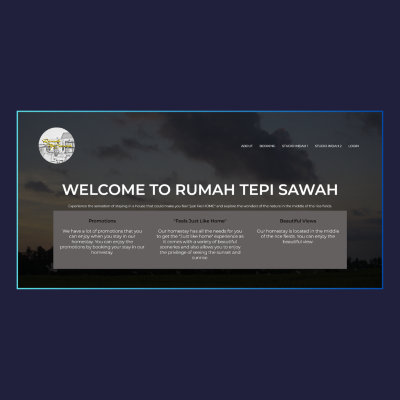 ABOUT BOOKING STUDIO MELATI 1 STUDIO MELATI 2 LOGIN
WELCOME TO RUMAH TEPI SAWAH
Experience the sensation of staying in a house that could make you feel "just like HOME" and explore the wonders of the nature in the middle of the rice fields.
Promotions
We have a lot of promotions that you
can enjoy when you stay in our
homestay. You can enjoy the
promotions by booking your stay in our
homestay.
"Feels Just Like Home"
Our homestay has all the needs for you
to get the "Just like home" experience as
it comes with a variety of beautiful
sceneries and also allows you to enjoy
the privilege of seeing the sunset and
sunrise
Beautiful Views
Our homestay is located in the middle
of the rice fields. You can enjoy the
beautiful view.